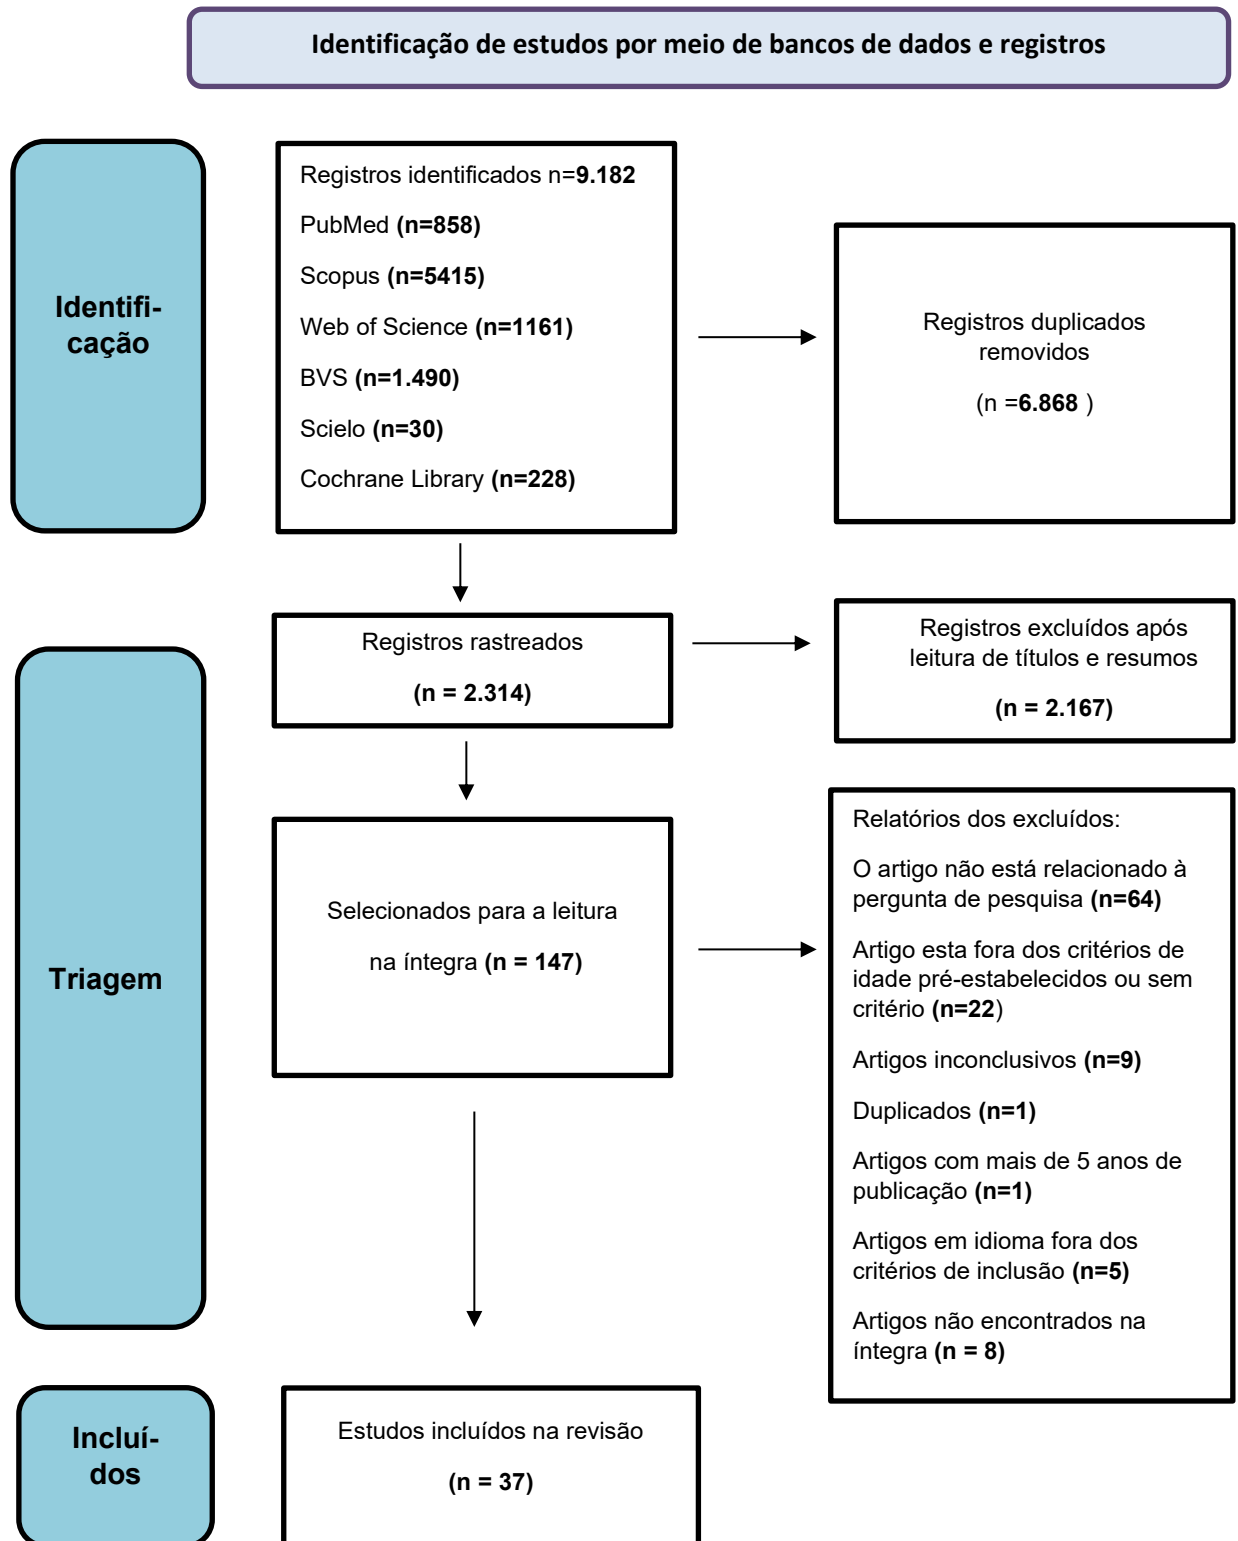 Identificação de estudos por meio de bancos de dados e registros
Identifi-
cação
Registros identificados n=9.182
PubMed (n=858)
Scopus (n=5415)
Web of Science (n=1161)
BVS (n=1.490)
Scielo (n=30)
Cochrane Library (n=228)
Registros duplicados
removidos
(n =6.868 )
Triagem
Registros rastreados
(n = 2.314)
Registros excluídos após
leitura de títulos e resumos
(n = 2.167)
Selecionados para a leitura
na íntegra (n = 147)
Relatórios dos excluídos:
O artigo não está relacionado à
pergunta de pesquisa (n=64)
Artigo esta fora dos critérios de
idade pré-estabelecidos ou sem
critério (n=22)
Artigos inconclusivos (n=9)
Duplicados (n=1)
Artigos com mais de 5 anos de
publicação (n=1)
Artigos em idioma fora dos
critérios de inclusão (n=5)
Artigos não encontrados na
íntegra (n = 8)
Incluí-
dos
Estudos incluídos na revisão
(n = 37)